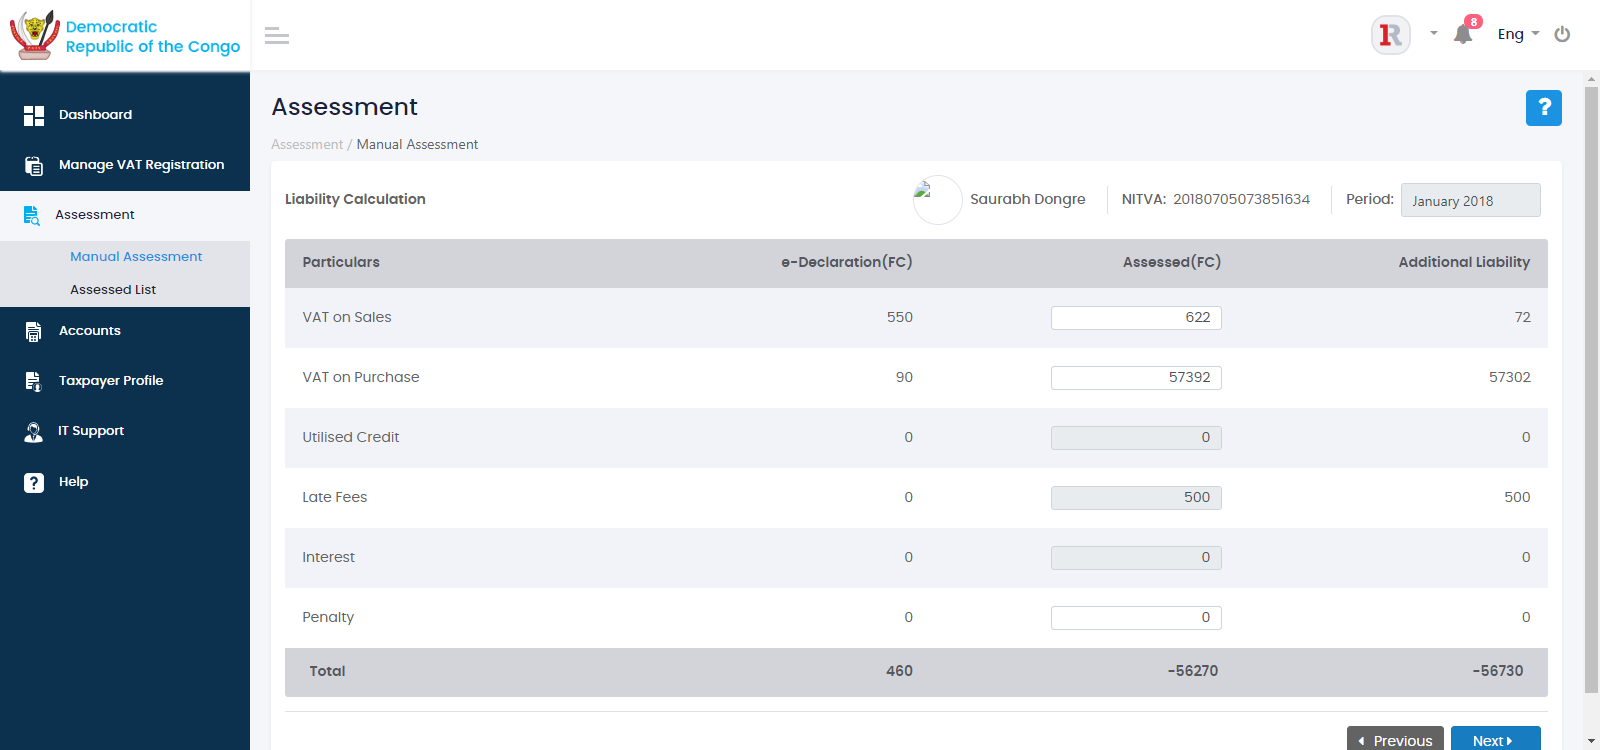 Democratic
Republic of the Congo
8
Eng
Dashboard
Manage VAT Registration
Assessment
Manual Assessment
Assessed List
Accounts
Taxpayer Profile
IT Support
? Help
Assessment
?
Assessment / Manual Assessment
Liability Calculation
Saurabh Dongre
NITVA: 20180705073851634
Period: January 2018
Particulars e-Declaration(FC) Assessed(FC) Additional Liability
VAT on Sales 550 622 72
VAT on Purchase 90 57392 57302
Utilised Credit 0 0 0
Late Fees 0 500 500
Interest 0 0 0
Penalty 0 0 0
Total 460 -56270 -56730
Previous
Next